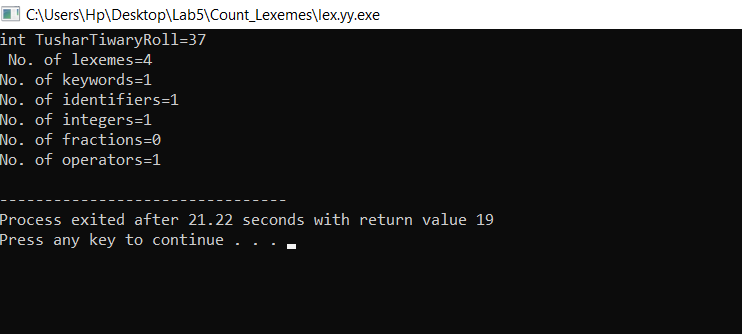 C:\Users\Hp\Desktop\Lab5\Count_Lexemes\lex.yy.exe
int TusharTiwaryRoll=37
 No. of lexemes=4
No. of keywords=1
No. of identifiers=1
No. of integers=1
No. of fractions=0
No. of operators=1
--------------------------------
Process exited after 21.22 seconds with return value 19
Press any key to continue . . .